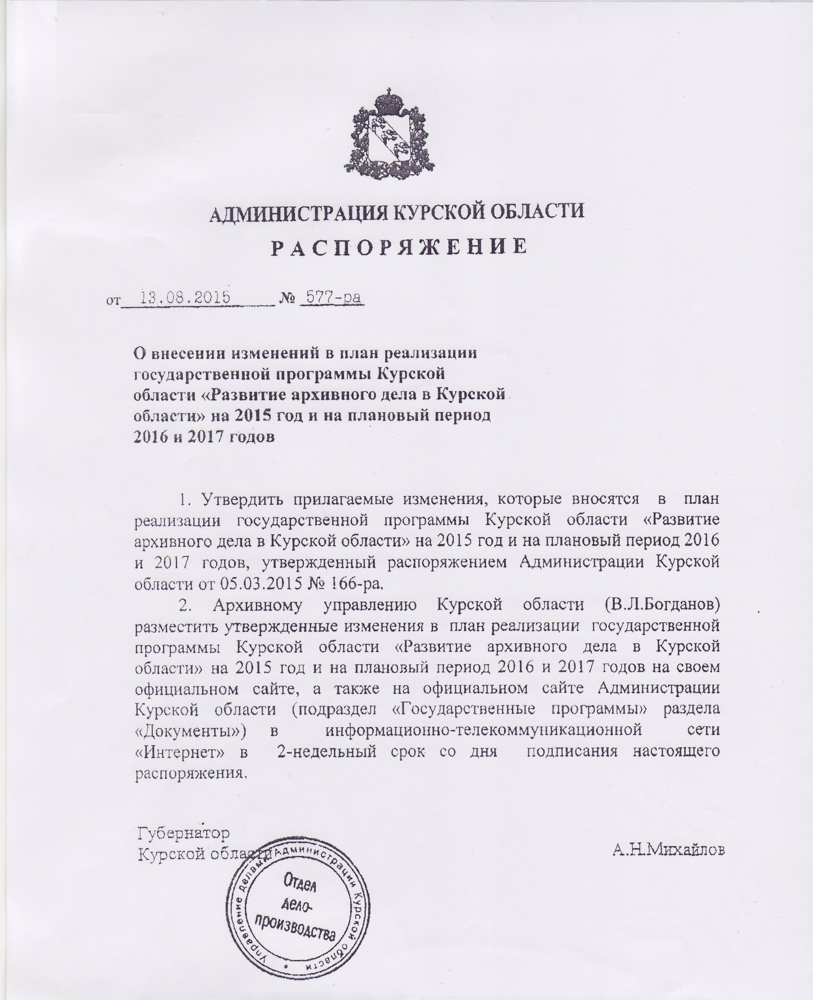 АДМИНИСТРАЦИЯ КУРСКОЙ ОБЛАСТИ
РАСПОРЯЖЕНИЕ
от 13.08.2015 № 577-ра
О внесении изменений в план реализации
государственной программы Курской
области «Развитие архивного дела в Курской
области» на 2015 год и на плановый период
2016 и 2017 годов
1. Утвердить прилагаемые изменения, которые вносятся в план
реализации государственной программы Курской области «Развитие
архивного дела в Курской области» на 2015 год и на плановый период 2016
и 2017 годов, утвержденный распоряжением Администрации Курской
области от 05.03.2015 № 166-ра.
2. Архивному управлению Курской области (В.Л.Богданов)
разместить утвержденные изменения в план реализации государственной
программы Курской области «Развитие архивного дела в Курской
области» на 2015 год и на плановый период 2016 и 2017 годов на своем
официальном сайте, а также на официальном сайте Администрации
Курской области (подраздел «Государственные программы» раздела
«Документы») в информационно-телекоммуникационной сети
«Интернет» в 2-недельный срок со дня подписания настоящего
распоряжения.
Губернатор
Курской области
А.Н.Михайлов
Управление делами Администрации Курской области
Отдел
дело-
производства